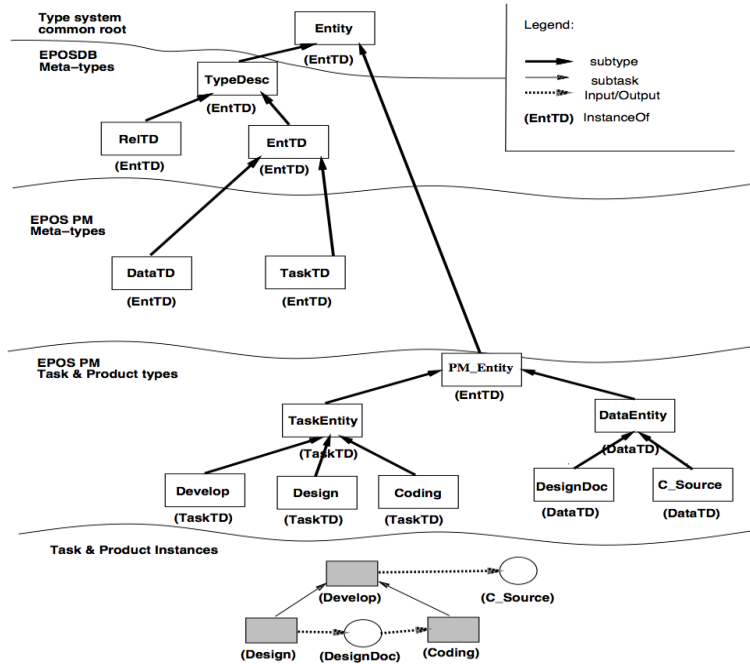 Type system
common root
Entity
(EntTD)
Legend:
subtype
subtask
Input/Output
(EntTD) InstanceOf
EPOSDB
Meta-types
TypeDesc
(EntTD)
RelTD
(EntTD)
EntTD
(EntTD)
EPOS PM
Meta-types
DataTD
(EntTD)
TaskTD
(EntTD)
EPOS PM
Task & Product types
PM_Entity
(EntTD)
TaskEntity
(TaskTD)
DataEntity
(DataTD)
Develop
(TaskTD)
Design
(TaskTD)
Coding
(TaskTD)
DesignDoc
(DataTD)
C_Source
(DataTD)
Task & Product Instances
(Develop)
(C_Source)
(Design)
(DesignDoc)
(Coding)